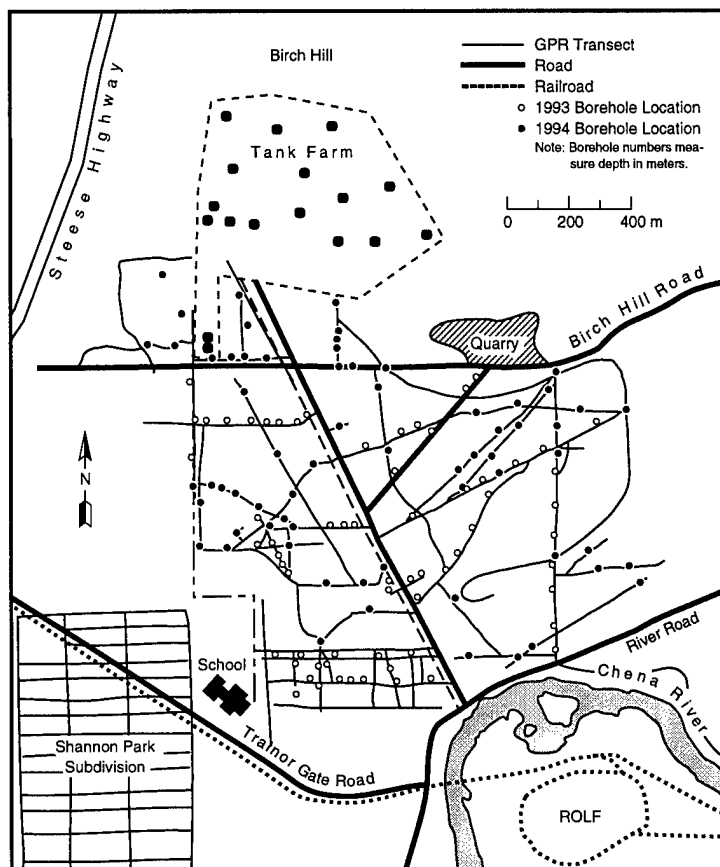 Birch Hill
GPR Transect
Road
Railroad
1993 Borehole Location
1994 Borehole Location
Note: Borehole numbers mea-
sure depth in meters.
0 200 400 m
Steese Highway
Tank Farm
Birch Hill Road
Quarry
N
River Road
School
Chena River
Shannon Park
Subdivision
Trainor Gate Road
ROLF